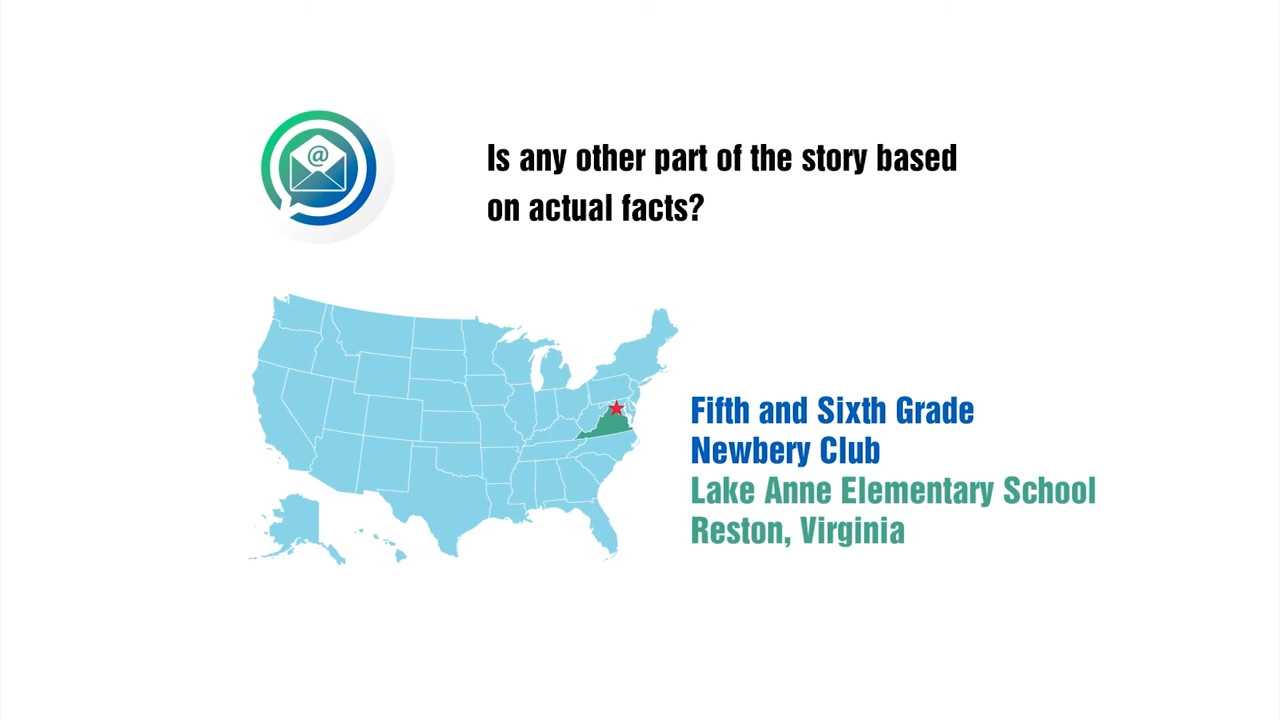 @
Is any other part of the story based
on actual facts?
Fifth and Sixth Grade
Newbery Club
Lake Anne Elementary School
Reston, Virginia